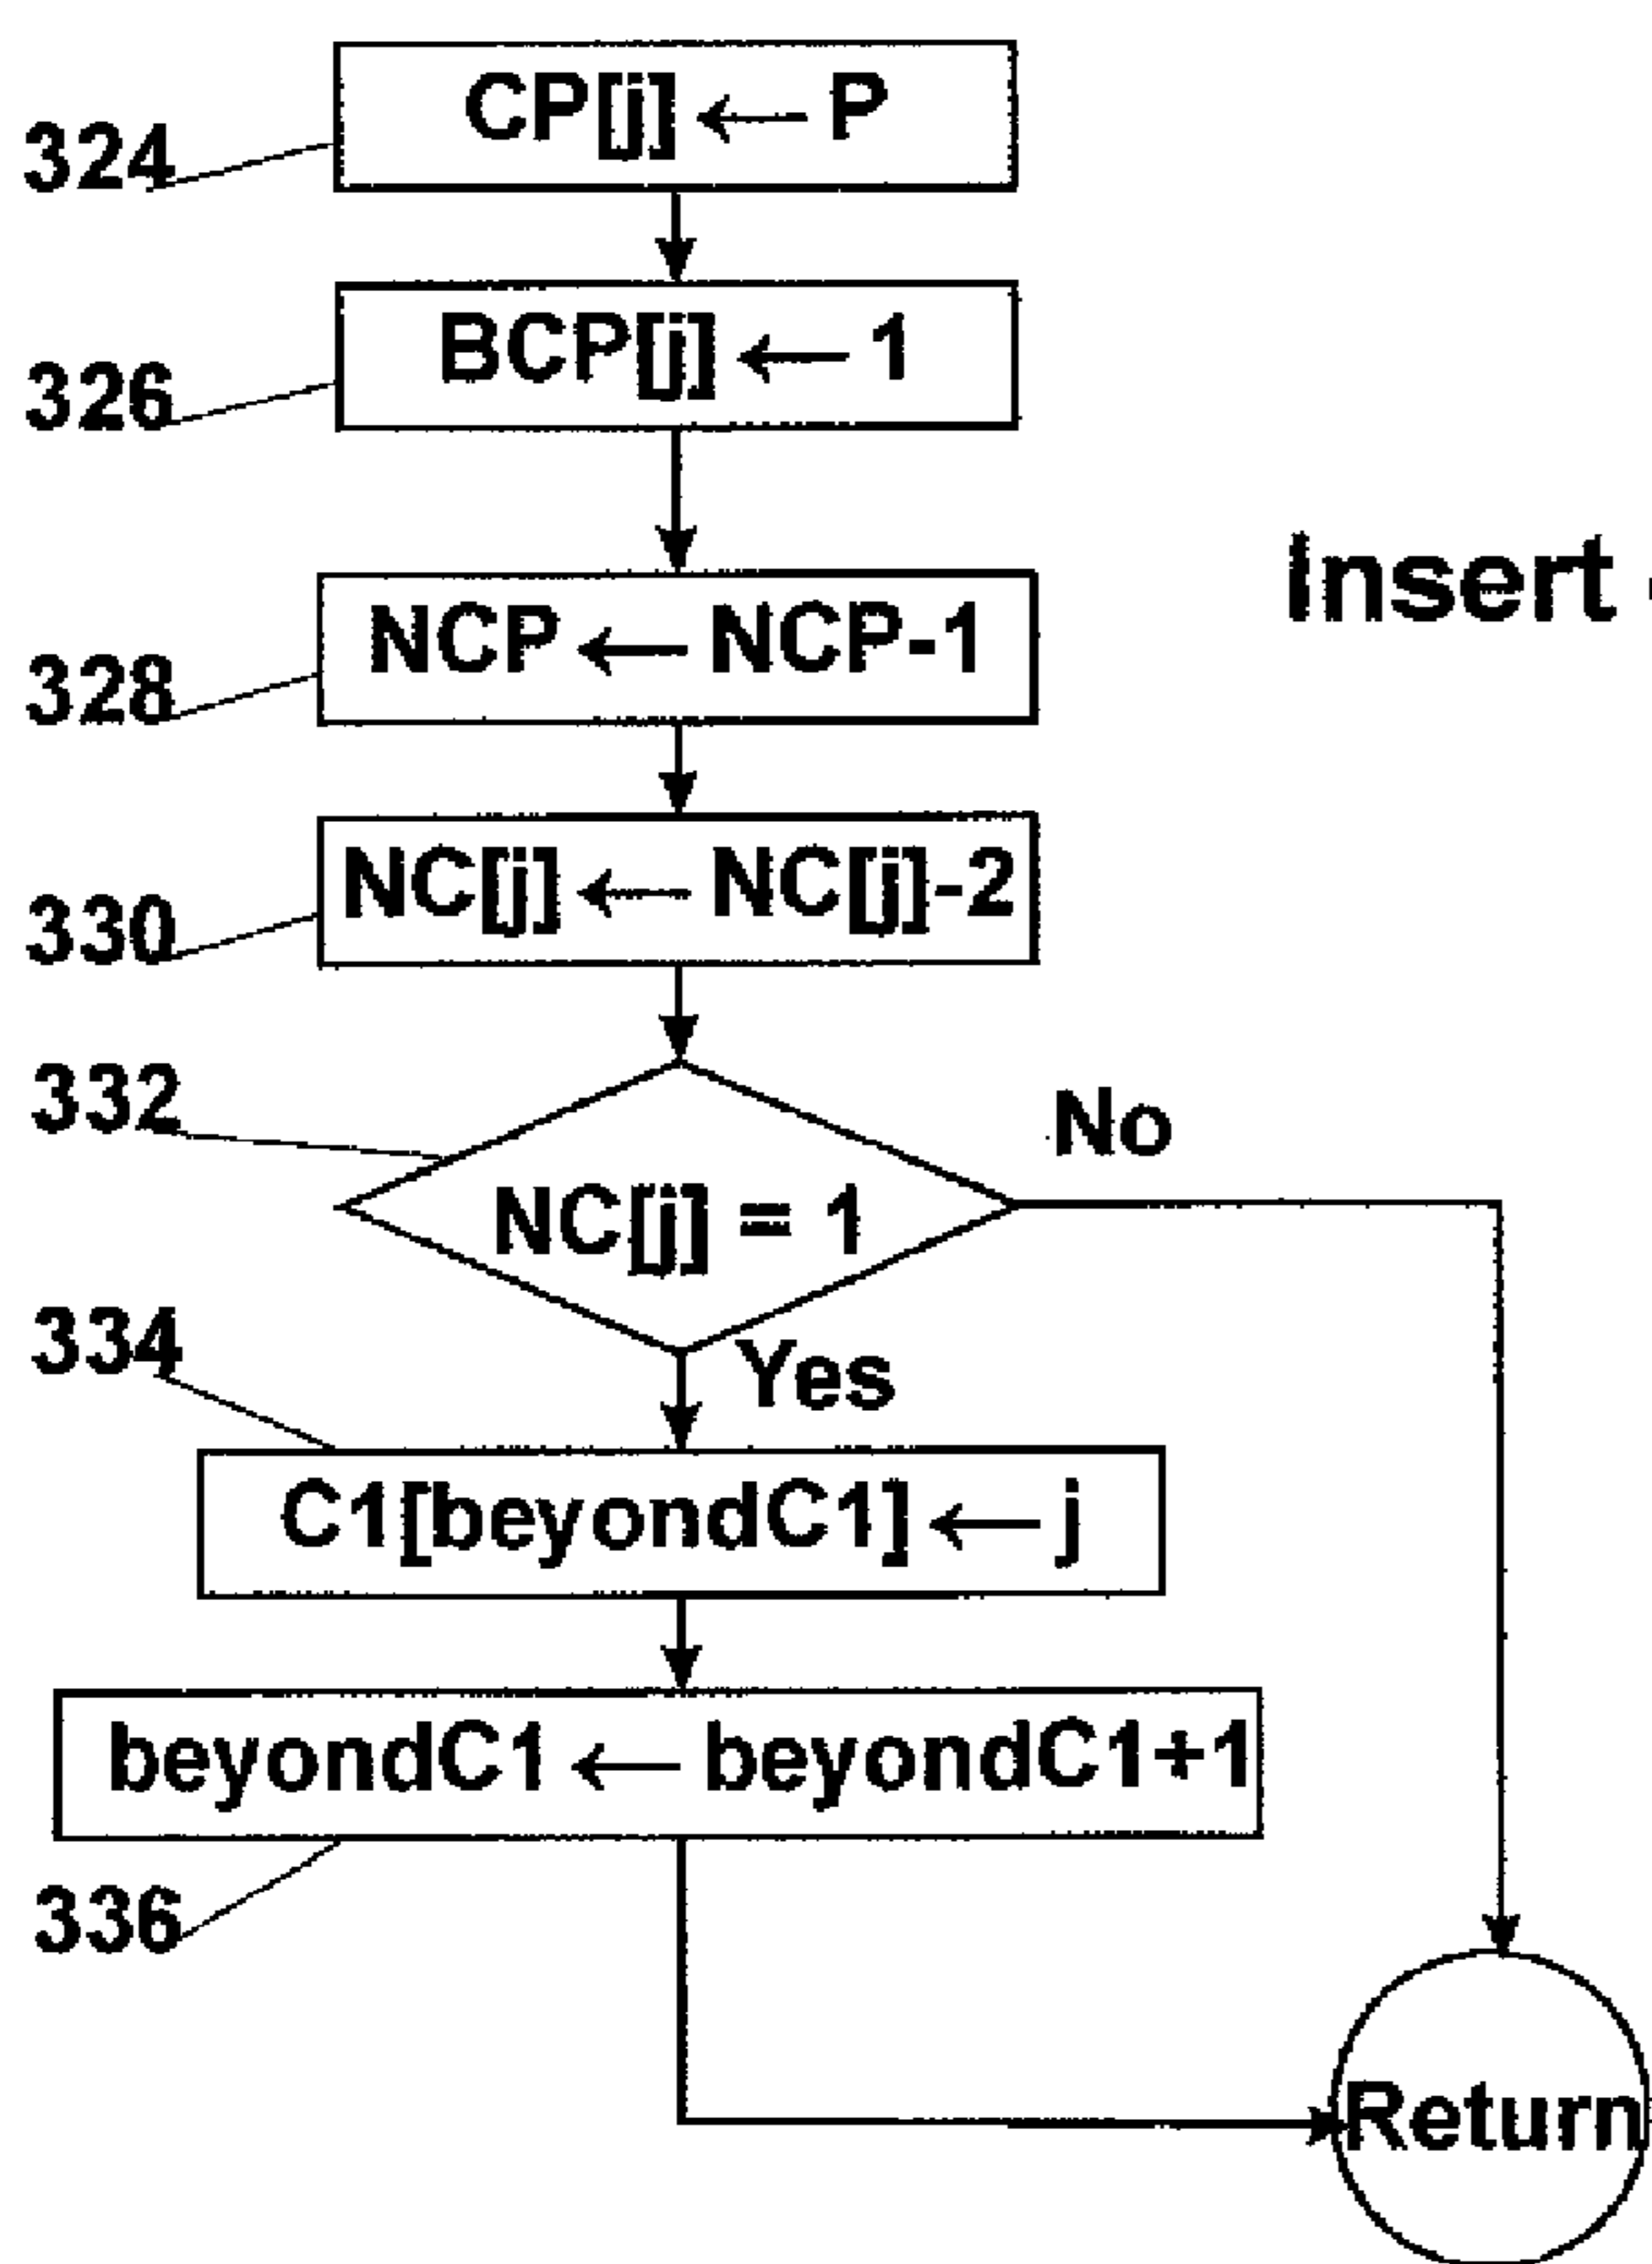 CP[j] ← P
324
BCP[j] ← 1
326
Insert
NCP ← NCP-1
328
NC[j] ← NC[j]-2
330
332
No
NC[j] = 1
334
Yes
C1[beyondC1] ← j
beyondC1 ← beyondC1+1
336
Return